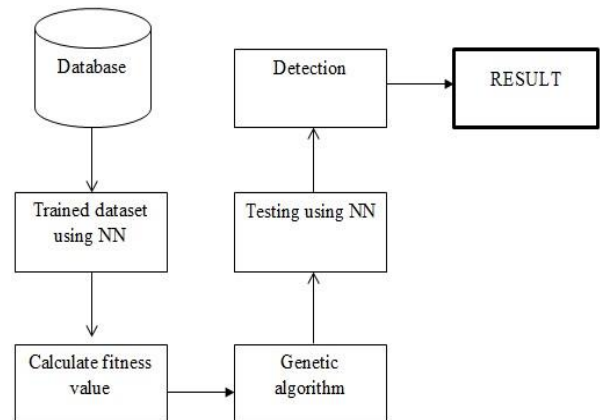 Database
Trained dataset
using NN
Calculate fitness
value
Genetic
algorithm
Testing using NN
Detection
RESULT